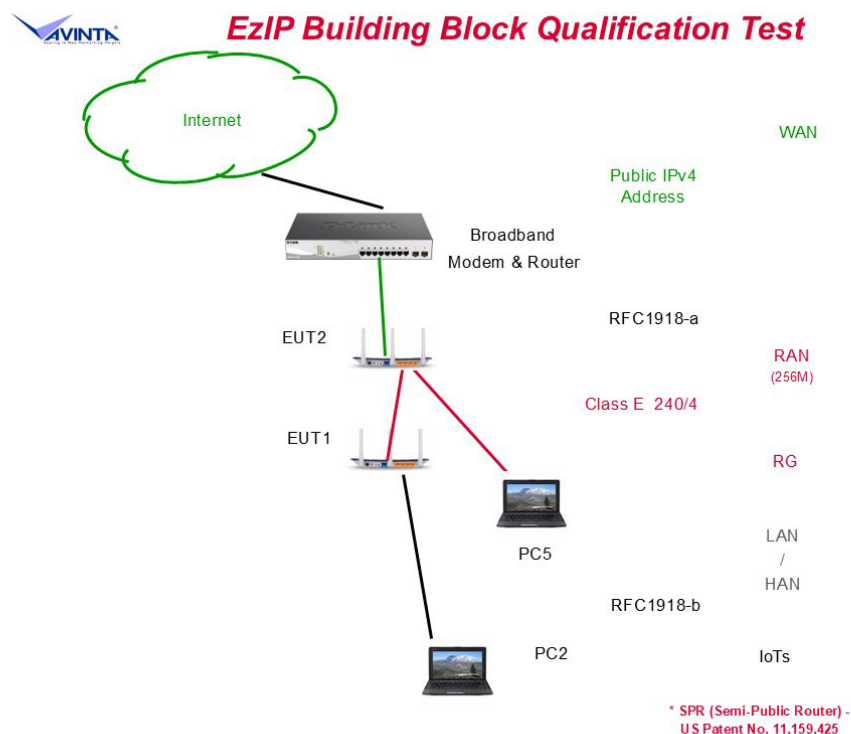 AVINTA
EzIP Building Block Qualification Test
Internet
WAN
Public IPv4
Address
D-Link
Broadband
Modem & Router
RFC1918-a
EUT2
RAN
(256M)
Class E 240/4
EUT1
RG
LAN
/
HAN
PC5
RFC1918-b
PC2
IoTs
* SPR (Semi-Public Router) -
US Patent No. 11.159.425